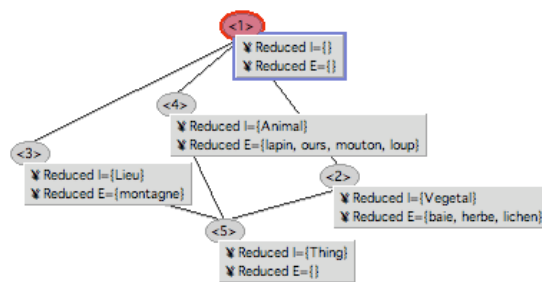 <1>
¥ Reduced I={}
¥ Reduced E={}
<4>
¥ Reduced I={Animal}
¥ Reduced E={lapin, ours, mouton, loup}
<3>
¥ Reduced I={Lieu}
¥ Reduced E={montagne}
<2>
¥ Reduced I={Vegetal}
¥ Reduced E={baie, herbe, lichen}
<5>
¥ Reduced I={Thing}
¥ Reduced E={}